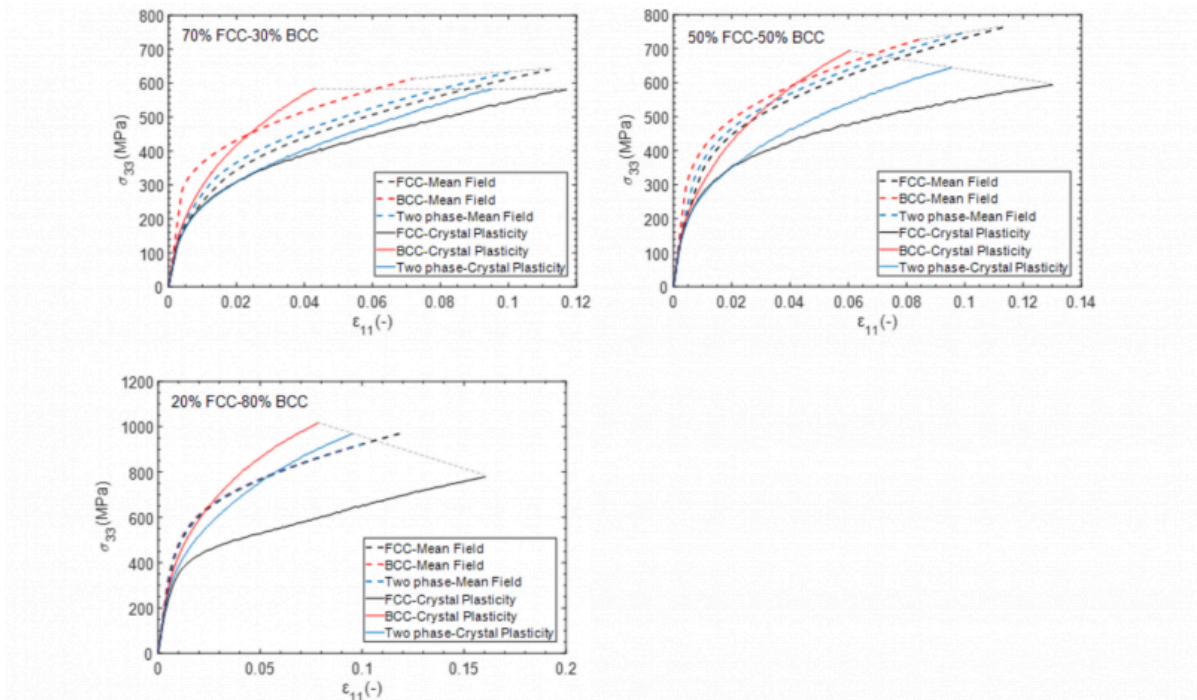 70% FCC-30% BCC
800
700
600
500
400
300
200
100
0
σ33(MPa)
FCC-Mean Field
BCC-Mean Field
Two phase-Mean Field
FCC-Crystal Plasticity
BCC-Crystal Plasticity
Two phase-Crystal Plasticity
0 0.02 0.04 0.06 0.08 0.1 0.12
ε11(-)
50% FCC-50% BCC
800
700
600
500
400
300
200
100
0
σ33(MPa)
FCC-Mean Field
BCC-Mean Field
Two phase-Mean Field
FCC-Crystal Plasticity
BCC-Crystal Plasticity
Two phase-Crystal Plasticity
0 0.02 0.04 0.06 0.08 0.1 0.12 0.14
ε11(-)
20% FCC-80% BCC
1200
1000
800
600
400
200
0
σ33(MPa)
FCC-Mean Field
BCC-Mean Field
Two phase-Mean Field
FCC-Crystal Plasticity
BCC-Crystal Plasticity
Two phase-Crystal Plasticity
0 0.05 0.1 0.15 0.2
ε11(-)